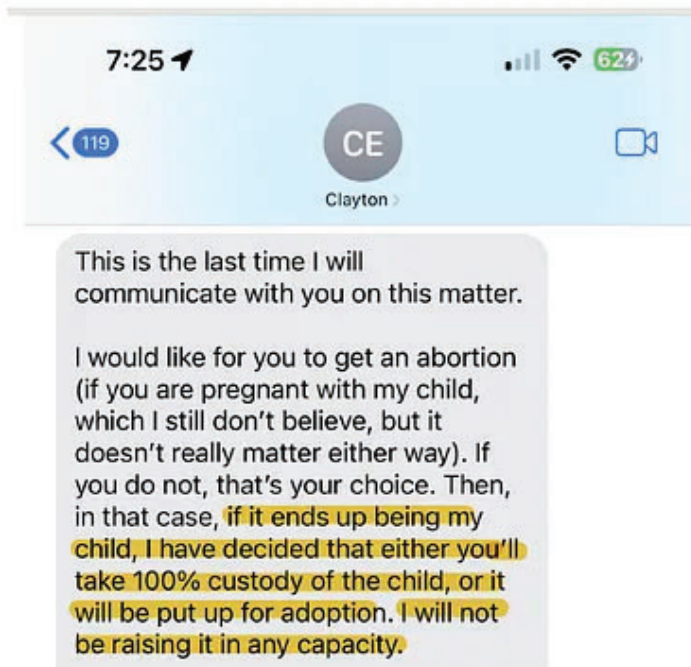 7:25
62
119
CE
Clayton
This is the last time I will
communicate with you on this matter.
I would like for you to get an abortion
(if you are pregnant with my child,
which I still don't believe, but it
doesn't really matter either way). If
you do not, that's your choice. Then,
in that case, if it ends up being my
child, I have decided that either you'll
take 100% custody of the child, or it
will be put up for adoption. I will not
be raising it in any capacity.